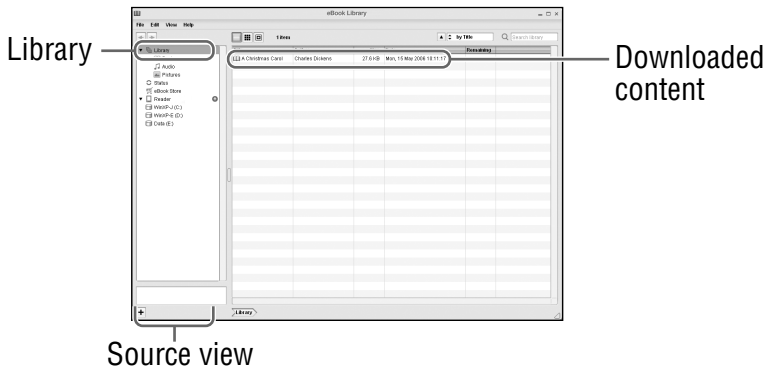 eBook Library
File Edit View Help
1 item
by Title
Search library
Library
Remaining
Library
A Christmas Carol Charles Dickens 27.6 KB Mon, 15 May 2006 10:11:17
Downloaded
content
Audio
Pictures
Status
eBook Store
Reader
WinXP-J (C:)
WinXP-E (D:)
Data (E:)
Library
Source view